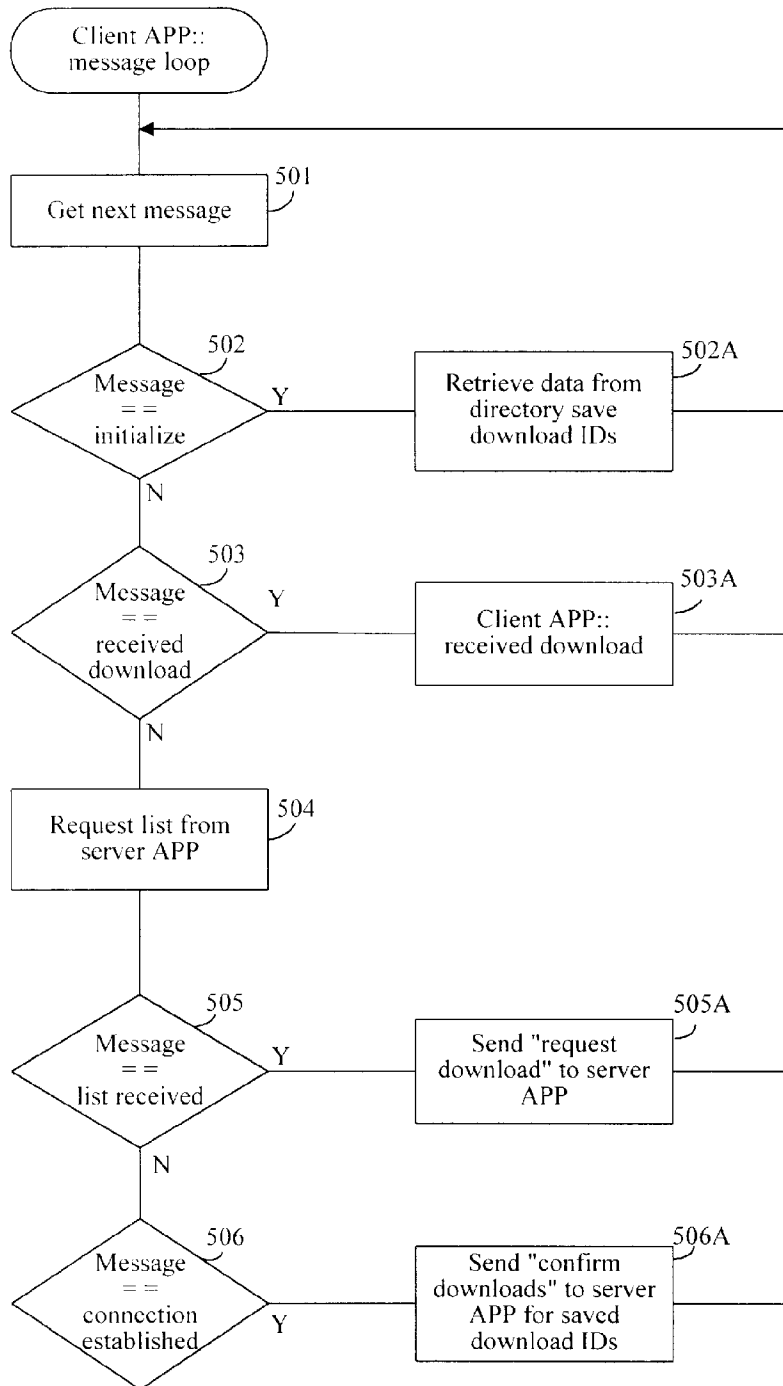 Client APP::
message loop
501
Get next message
502
Message
= =
initialize
Y
N
502A
Retrieve data from
directory save
download IDs
503
Message
= =
received
download
Y
N
503A
Client APP::
received download
504
Request list from
server APP
505
Message
= =
list received
Y
N
505A
Send "request
download" to server
APP
506
Message
= =
connection
established
Y
506A
Send "confirm
downloads" to server
APP for saved
download IDs